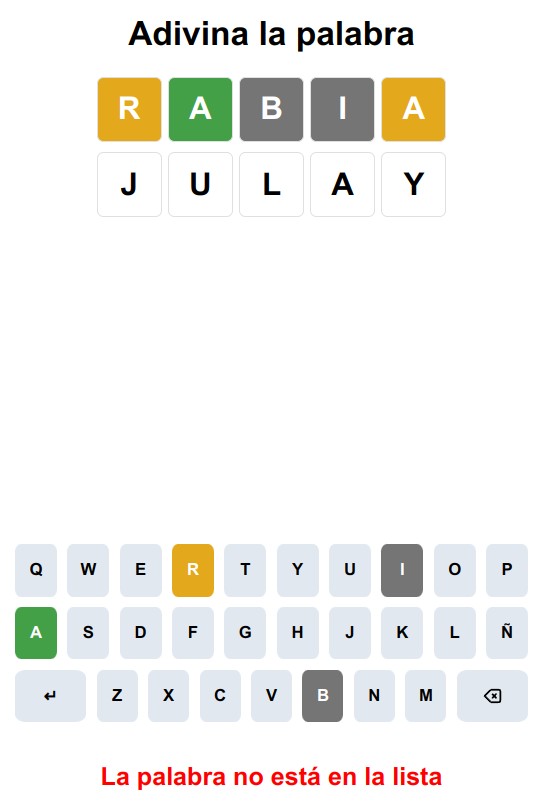 Adivina la palabra
R A B I A
J U L A Y
Q W E R T Y U I O P
A S D F G H J K L Ñ
↵ Z X C V B N M ⌫
La palabra no está en la lista